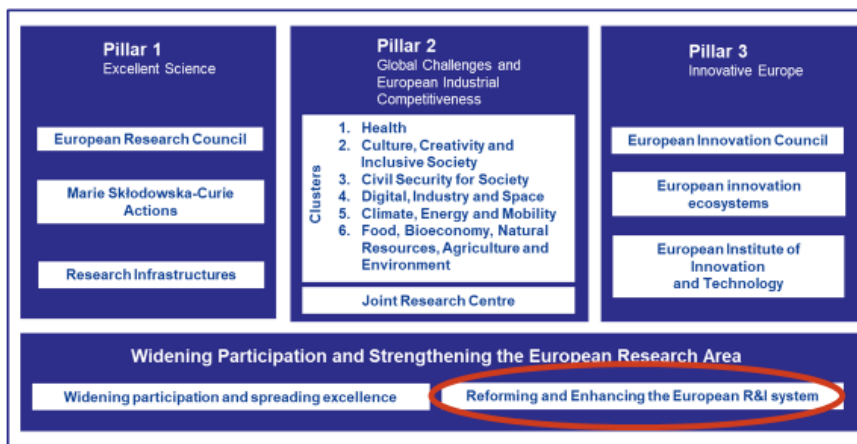 Pillar 1
Excellent Science
European Research Council
Marie Skłodowska-Curie
Actions
Research Infrastructures
Pillar 2
Global Challenges and
European Industrial
Competitiveness
Clusters
1. Health
2. Culture, Creativity and
Inclusive Society
3. Civil Security for Society
4. Digital, Industry and Space
5. Climate, Energy and Mobility
6. Food, Bioeconomy, Natural
Resources, Agriculture and
Environment
Joint Research Centre
Pillar 3
Innovative Europe
European Innovation Council
European innovation
ecosystems
European Institute of
Innovation
and Technology
Widening Participation and Strengthening the European Research Area
Widening participation and spreading excellence
Reforming and Enhancing the European R&I system